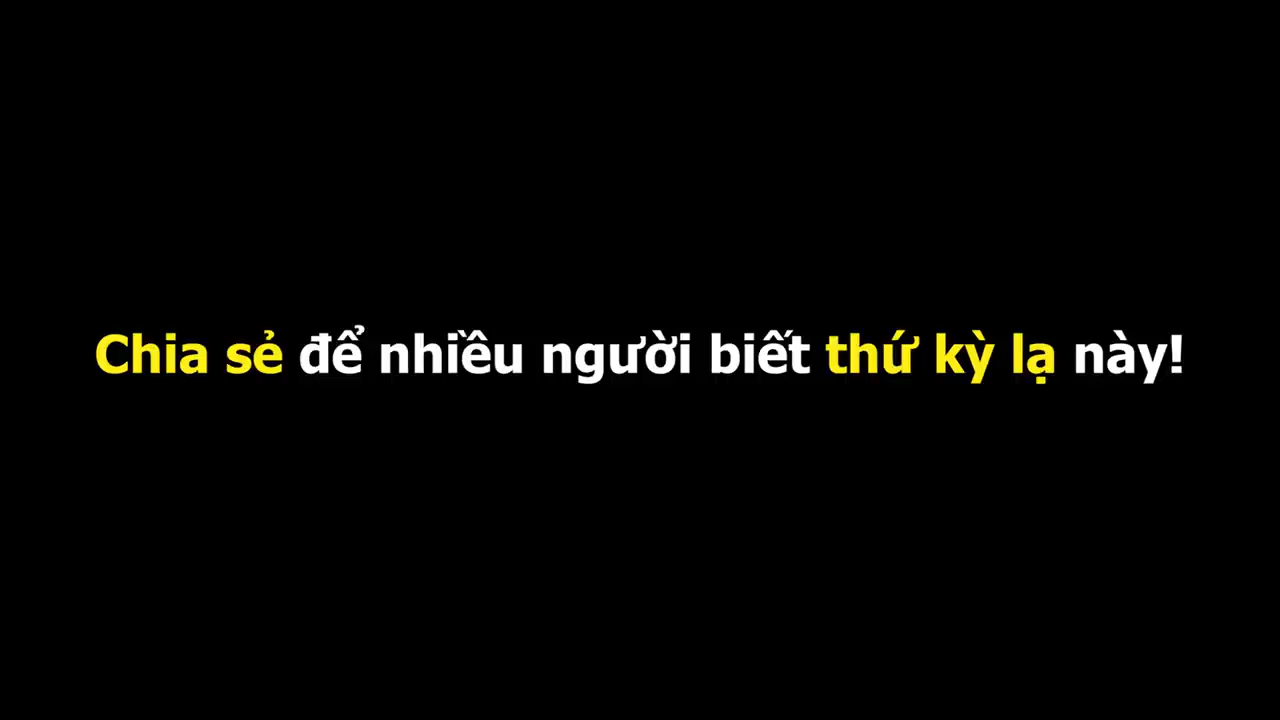 Chia sẻ để nhiều người biết thứ kỳ lạ này!